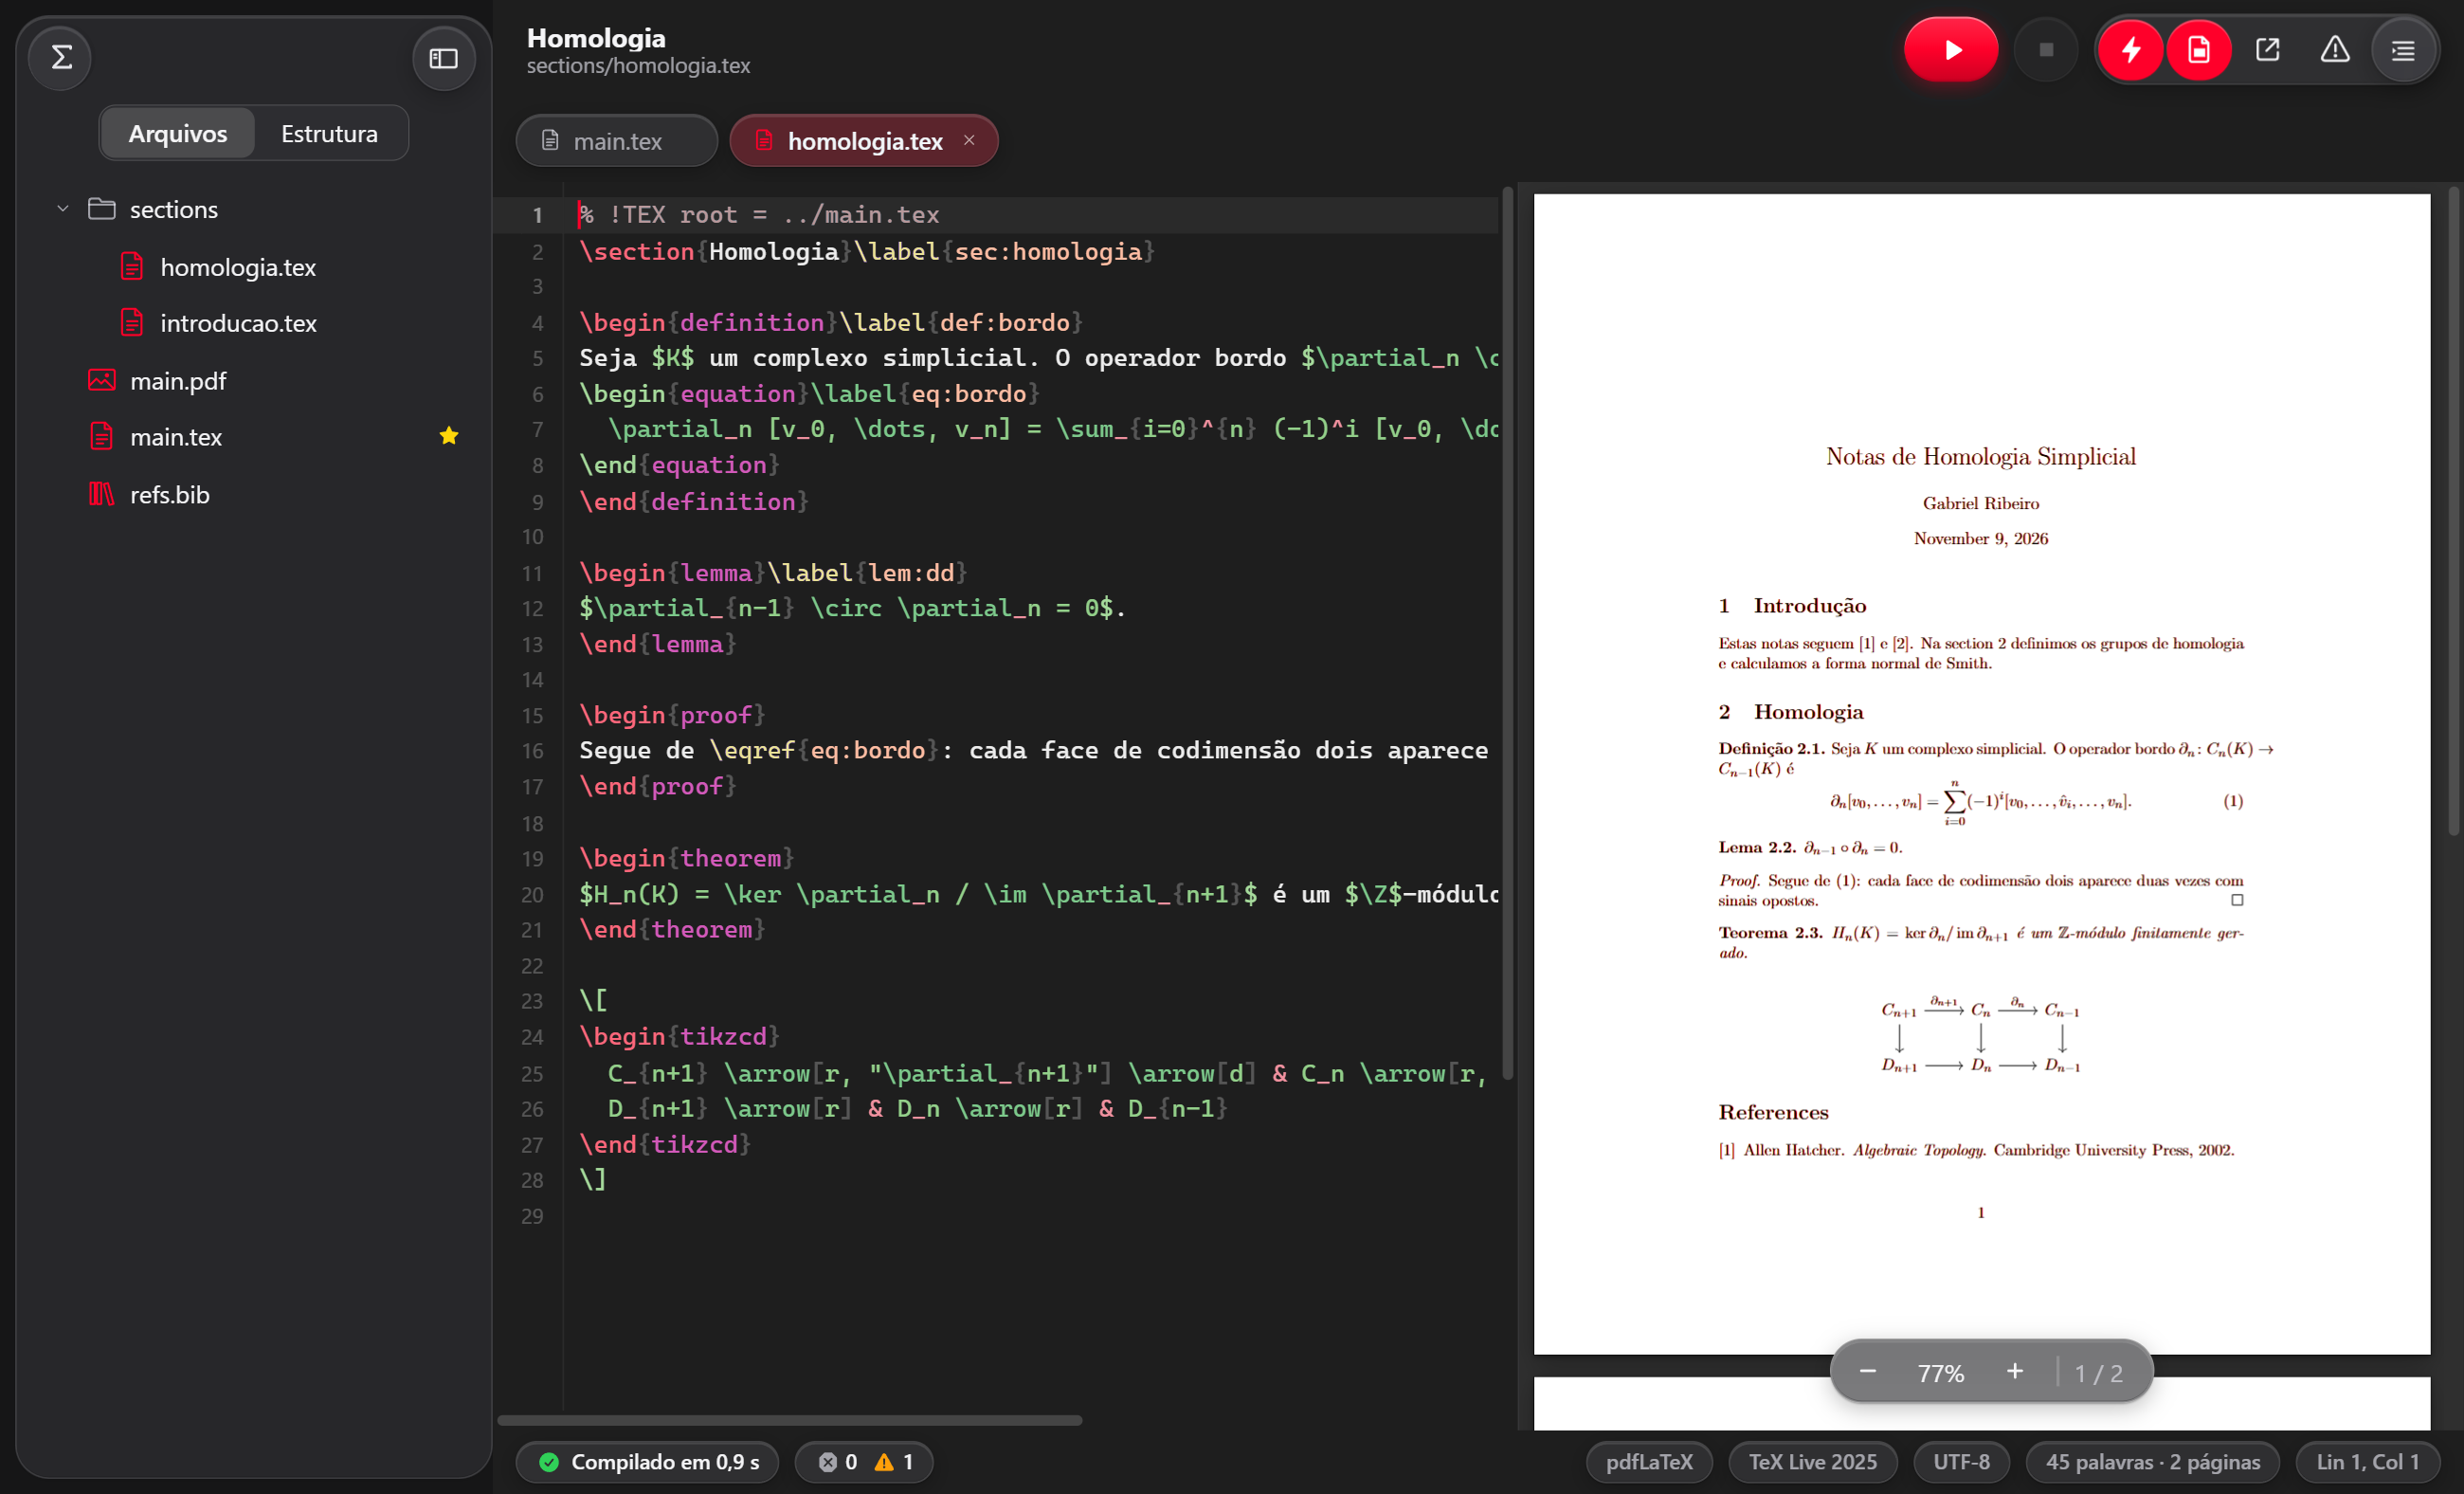 Σ
Arquivos
Estrutura
sections
homologia.tex
introducao.tex
main.pdf
main.tex
refs.bib
Homologia
sections/homologia.tex
main.tex
homologia.tex ×
1 % !TEX root = ../main.tex
2 \section{Homologia}\label{sec:homologia}
3
4 \begin{definition}\label{def:bordo}
5 Seja $K$ um complexo simplicial. O operador bordo $\partial_n \c
6 \begin{equation}\label{eq:bordo}
7 \partial_n [v_0, \dots, v_n] = \sum_{i=0}^{n} (-1)^i [v_0, \do
8 \end{equation}
9 \end{definition}
10
11 \begin{lemma}\label{lem:dd}
12 $\partial_{n-1} \circ \partial_n = 0$.
13 \end{lemma}
14
15 \begin{proof}
16 Segue de \eqref{eq:bordo}: cada face de codimensão dois aparece
17 \end{proof}
18
19 \begin{theorem}
20 $H_n(K) = \ker \partial_n / \im \partial_{n+1}$ é um $\Z$-módulo
21 \end{theorem}
22
23 \[
24 \begin{tikzcd}
25 C_{n+1} \arrow[r, "\partial_{n+1}"] \arrow[d] & C_n \arrow[r,
26 D_{n+1} \arrow[r] & D_n \arrow[r] & D_{n-1}
27 \end{tikzcd}
28 \]
29
Notas de Homologia Simplicial
Gabriel Ribeiro
November 9, 2026
1 Introdução
Estas notas seguem [1] e [2]. Na section 2 definimos os grupos de homologia
e calculamos a forma normal de Smith.
2 Homologia
Definição 2.1. Seja K um complexo simplicial. O operador bordo ∂ₙ: Cₙ(K) →
Cₙ₋₁(K) é
∂ₙ[v₀, . . . , vₙ] = ∑ᵢ₌₀ⁿ (−1)ⁱ[v₀, . . . , v̂ᵢ, . . . , vₙ]. (1)
Lema 2.2. ∂ₙ₋₁ ∘ ∂ₙ = 0.
Proof. Segue de (1): cada face de codimensão dois aparece duas vezes com
sinais opostos. □
Teorema 2.3. Hₙ(K) = ker ∂ₙ/ im ∂ₙ₊₁ é um ℤ-módulo finitamente ger-
ado.
∂ₙ₊₁ ∂ₙ
Cₙ₊₁ → Cₙ → Cₙ₋₁
↓ ↓ ↓
Dₙ₊₁ → Dₙ → Dₙ₋₁
References
[1] Allen Hatcher. Algebraic Topology. Cambridge University Press, 2002.
1
− 77% + 1 / 2
Compilado em 0,9 s
0 1
pdfLaTeX
TeX Live 2025
UTF-8
45 palavras · 2 páginas
Lin 1, Col 1